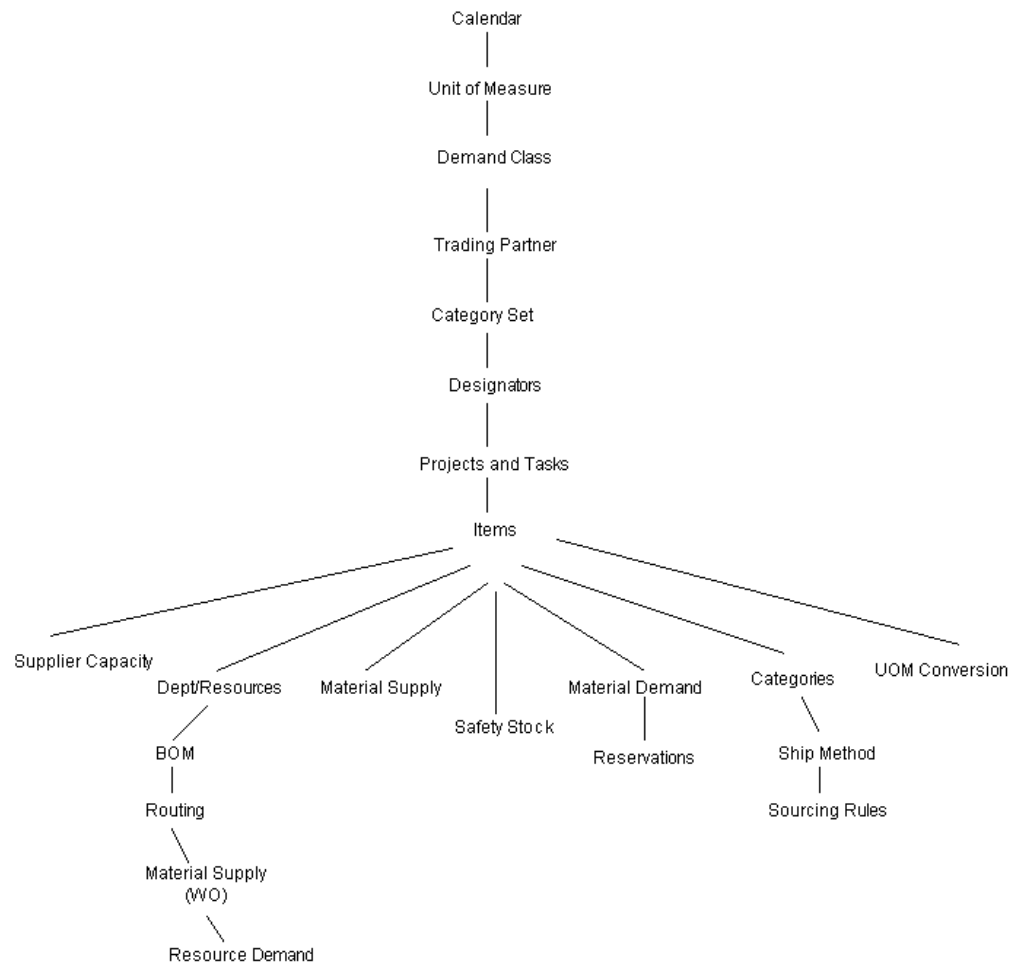 Calendar
Unit of Measure
Demand Class
Trading Partner
Category Set
Designators
Projects and Tasks
Items
Supplier Capacity
Dept/Resources
Material Supply
Safety Stock
Material Demand
Categories
UOM Conversion
BOM
Reservations
Ship Method
Routing
Sourcing Rules
Material Supply
(WO)
Resource Demand